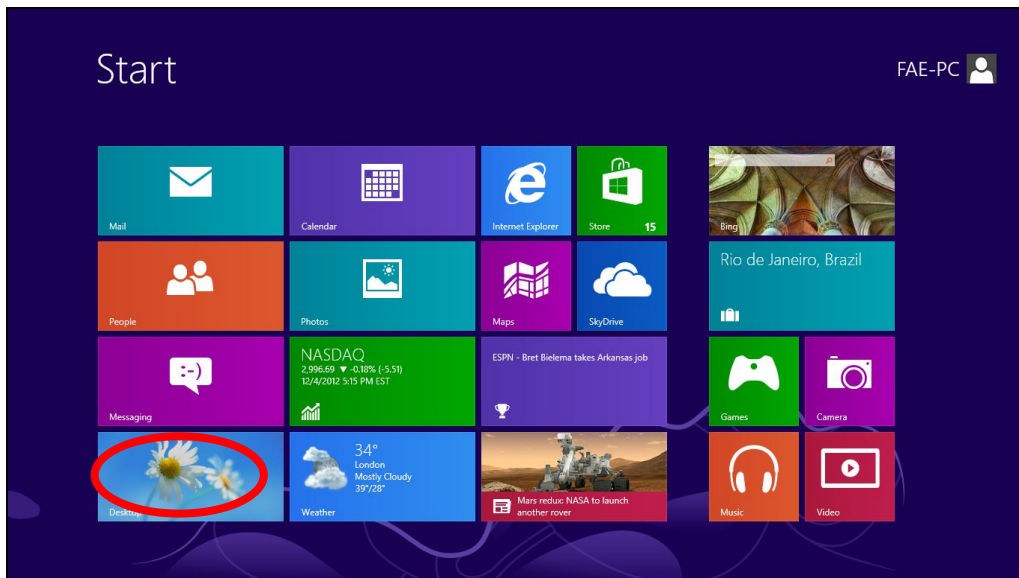 Start
FAE-PC
Mail
Calendar
Internet Explorer
Store 15
Bing
People
Photos
Maps
SkyDrive
Rio de Janeiro, Brazil
Messaging
NASDAQ
2,996.69 ▼ -0.18% (-5.51)
12/4/2012 5:15 PM EST
ESPN - Bret Bielema takes Arkansas job
Games
Camera
Desktop
34°
London
Mostly Cloudy
39°/28°
Weather
Mars redux: NASA to launch
another rover
Music
Video